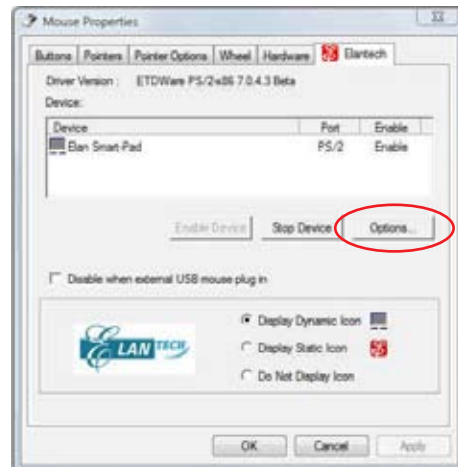 Mouse Properties
Buttons Pointers Pointer Options Wheel Hardware Elantech
Driver Version : ETDWare PS/2-x86 7.0.4.3 Beta
Device:
Device Port Enable
Elan Smart-Pad PS/2 Enable
Enable Device Stop Device Options...
Disable when external USB mouse plug in
Display Dynamic Icon
ELANTECH
Display Static Icon
Do Not Display Icon
OK Cancel Apply